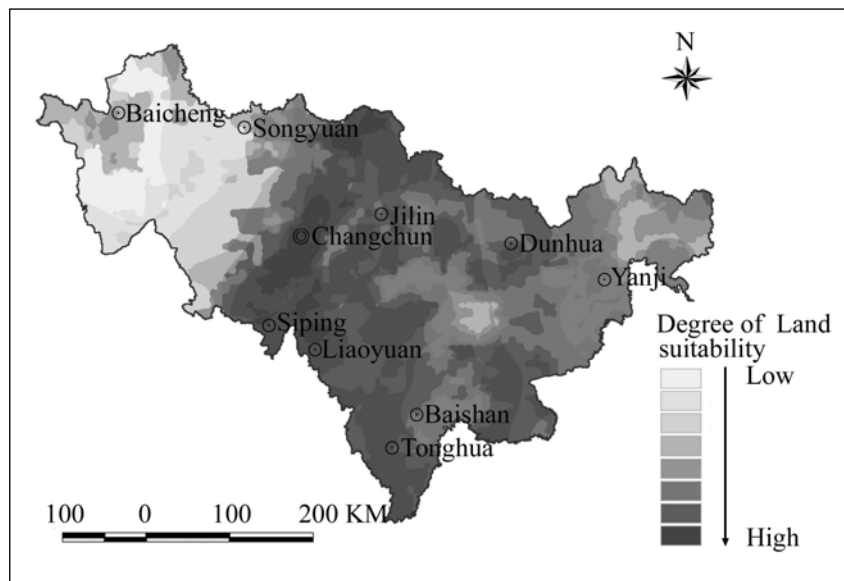 N
Baicheng
Songyuan
Jilin
Changchun
Dunhua
Yanji
Siping
Liaoyuan
Degree of Land
suitability
Low
Baishan
Tonghua
100 0 100 200 KM
High